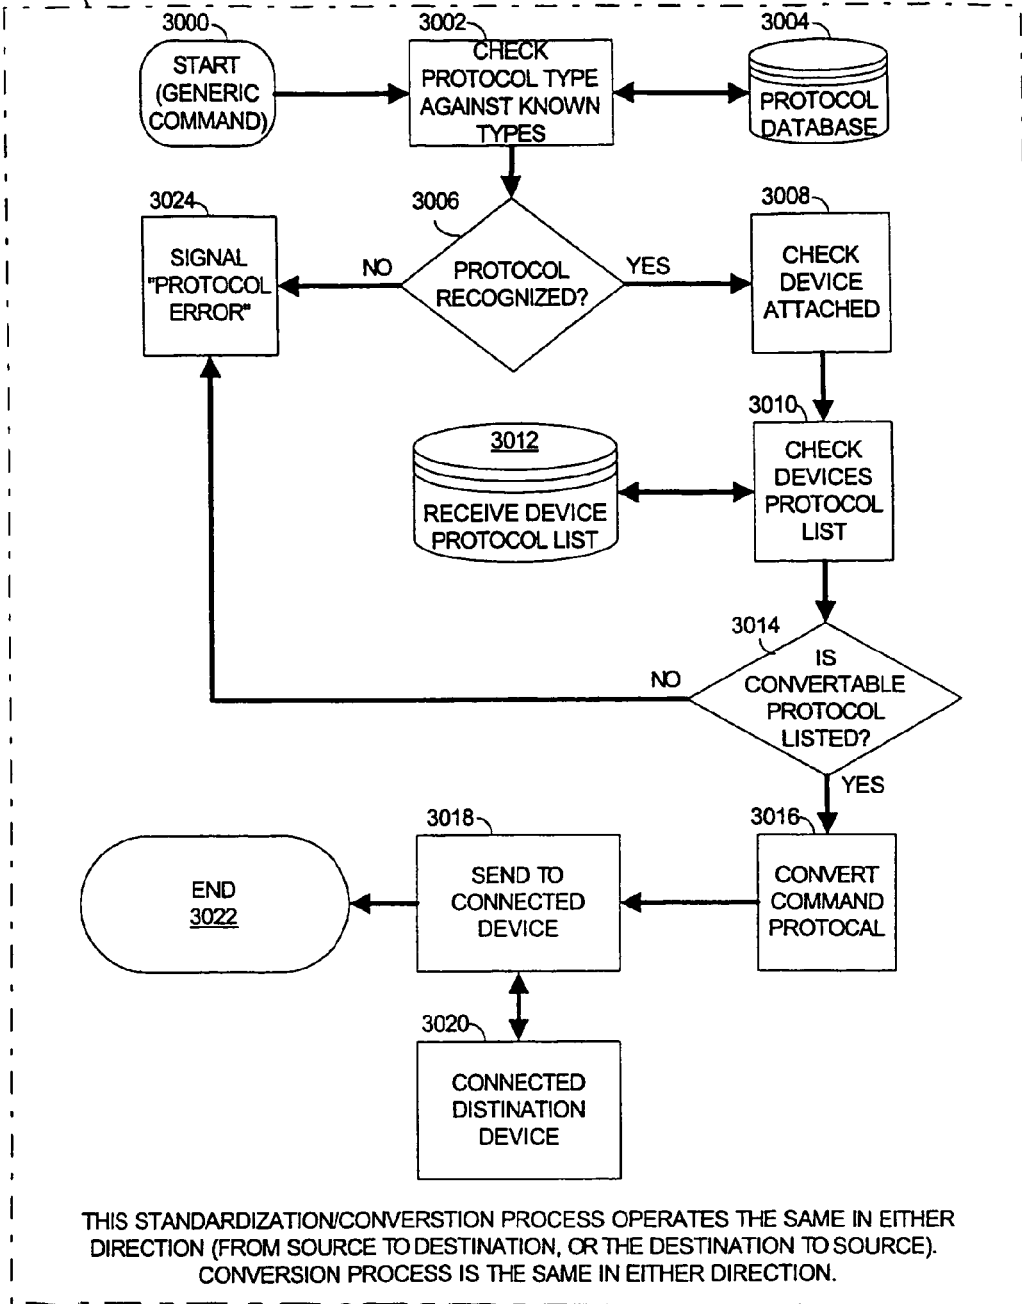 3000
START
(GENERIC
COMMAND)
3002
CHECK
PROTOCOL TYPE
AGAINST KNOWN
TYPES
3004
PROTOCOL
DATABASE
3024
SIGNAL
"PROTOCOL
ERROR"
NO
3006
PROTOCOL
RECOGNIZED?
YES
3008
CHECK
DEVICE
ATTACHED
3012
RECEIVE DEVICE
PROTOCOL LIST
3010
CHECK
DEVICES
PROTOCOL
LIST
NO
3014
IS
CONVERTABLE
PROTOCOL
LISTED?
YES
3016
CONVERT
COMMAND
PROTOCAL
3018
SEND TO
CONNECTED
DEVICE
END
3022
3020
CONNECTED
DISTINATION
DEVICE
THIS STANDARDIZATION/CONVERSTION PROCESS OPERATES THE SAME IN EITHER
DIRECTION (FROM SOURCE TO DESTINATION, OR THE DESTINATION TO SOURCE).
CONVERSION PROCESS IS THE SAME IN EITHER DIRECTION.